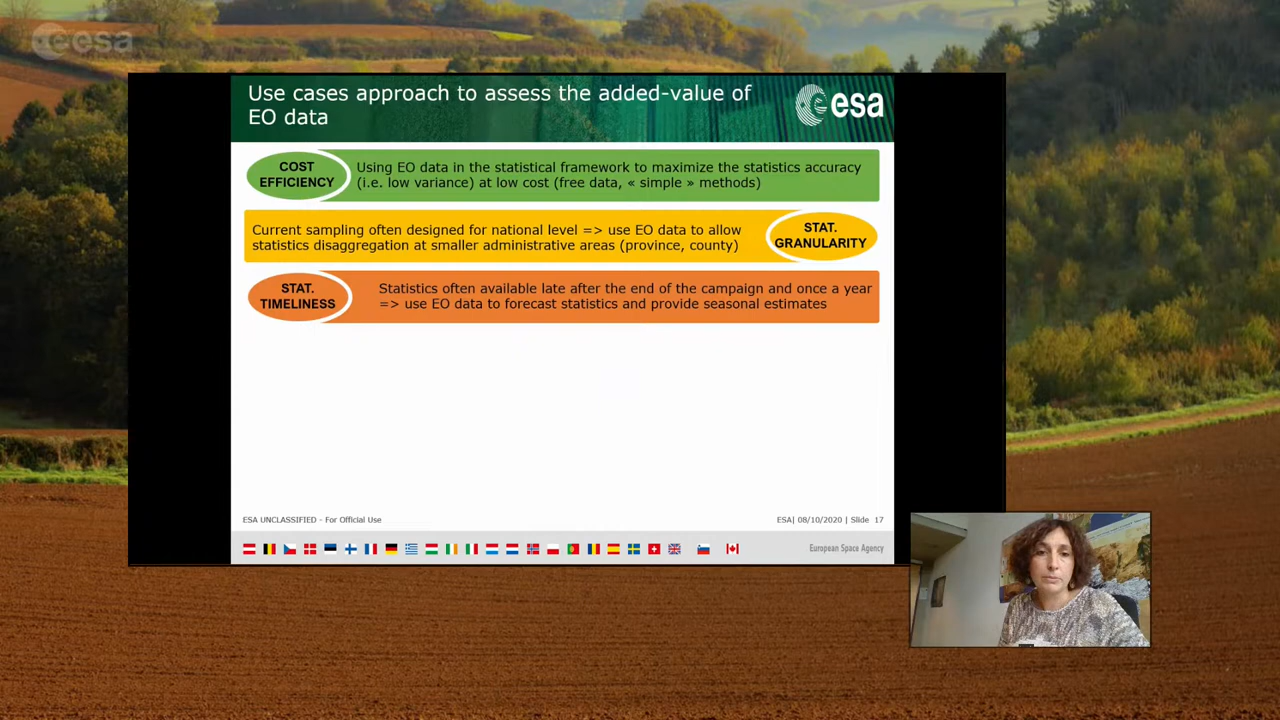 esa
Use cases approach to assess the added-value of
EO data
esa
COST
EFFICIENCY
Using EO data in the statistical framework to maximize the statistics accuracy
(i.e. low variance) at low cost (free data, « simple » methods)
Current sampling often designed for national level => use EO data to allow
statistics disaggregation at smaller administrative areas (province, county)
STAT.
GRANULARITY
STAT.
TIMELINESS
Statistics often available late after the end of the campaign and once a year
=> use EO data to forecast statistics and provide seasonal estimates
ESA UNCLASSIFIED - For Official Use
ESA| 08/10/2020 | Slide 17
European Space Agency